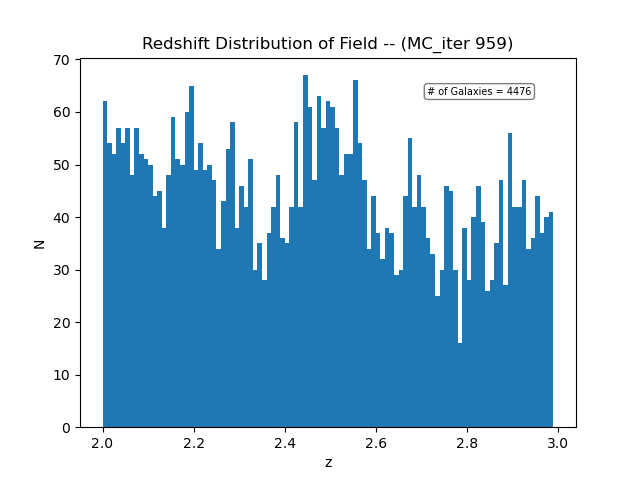 Redshift Distribution of Field -- (MC_iter 959)
# of Galaxies = 4476
70
60
50
40
30
20
10
0
N
2.0 2.2 2.4 2.6 2.8 3.0
z